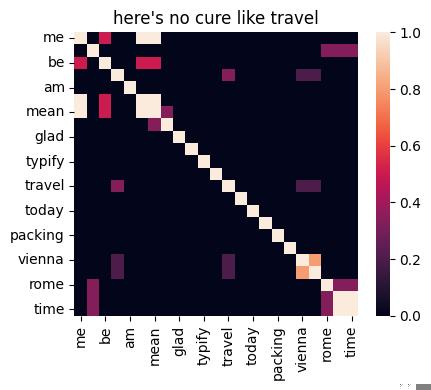 here's no cure like travel
me
be
am
mean
glad
typify
travel
today
packing
vienna
rome
time
1.0
0.8
0.6
0.4
0.2
0.0
me
be
am
mean
glad
typify
travel
today
packing
vienna
rome
time